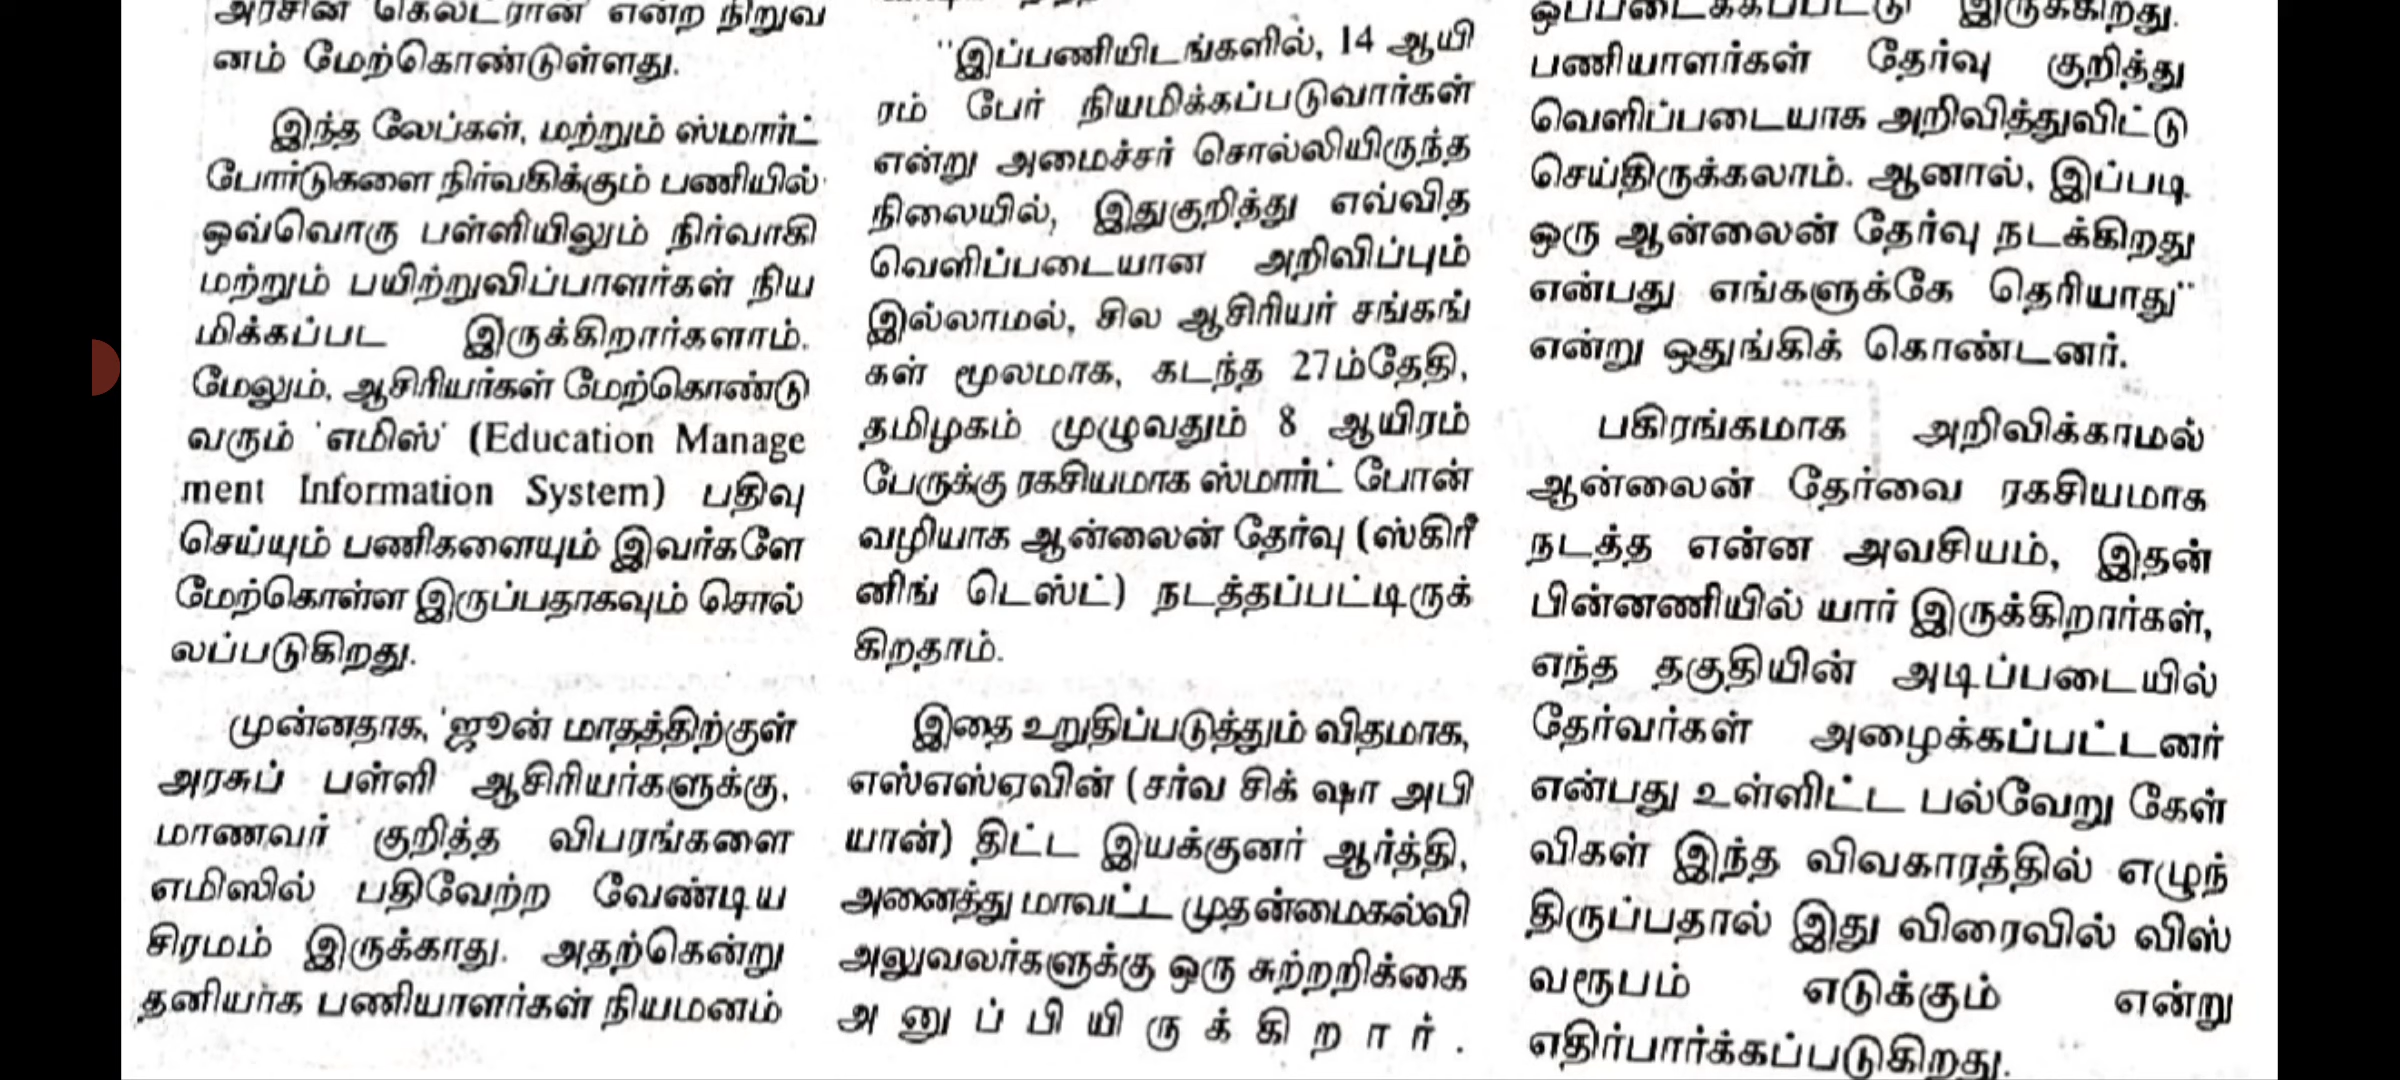 அரசின் கெல்ட்ரான் என்ற நிறுவ
னம் மேற்கொண்டுள்ளது.
இந்த லேப்கள், மற்றும் ஸ்மார்ட்
போர்டுகளை நிர்வகிக்கும் பணியில்
ஒவ்வொரு பள்ளியிலும் நிர்வாகி
மற்றும் பயிற்றுவிப்பாளர்கள் நிய
மிக்கப்பட இருக்கிறார்களாம்.
மேலும், ஆசிரியர்கள் மேற்கொண்டு
வரும் 'எமிஸ்' (Education Manage
ment Information System) பதிவு
செய்யும் பணிகளையும் இவர்களே
மேற்கொள்ள இருப்பதாகவும் சொல்
லப்படுகிறது.
முன்னதாக, 'ஜூன் மாதத்திற்குள்
அரசுப் பள்ளி ஆசிரியர்களுக்கு,
மாணவர் குறித்த விபரங்களை
எமிஸில் பதிவேற்ற வேண்டிய
சிரமம் இருக்காது. அதற்கென்று
தனியாக பணியாளர்கள் நியமனம்
"இப்பணியிடங்களில், 14 ஆயி
ரம் பேர் நியமிக்கப்படுவார்கள்
என்று அமைச்சர் சொல்லியிருந்த
நிலையில், இதுகுறித்து எவ்வித
வெளிப்படையான அறிவிப்பும்
இல்லாமல், சில ஆசிரியர் சங்கங்
கள் மூலமாக, கடந்த 27ம்தேதி,
தமிழகம் முழுவதும் 8 ஆயிரம்
பேருக்கு ரகசியமாக ஸ்மார்ட் போன்
வழியாக ஆன்லைன் தேர்வு (ஸ்கிரீ
னிங் டெஸ்ட்) நடத்தப்பட்டிருக்
கிறதாம்.
இதை உறுதிப்படுத்தும் விதமாக,
எஸ்எஸ்ஏவின் (சர்வ சிக் ஷா அபி
யான்) திட்ட இயக்குனர் ஆர்த்தி,
அனைத்து மாவட்ட முதன்மைகல்வி
அலுவலர்களுக்கு ஒரு சுற்றறிக்கை
அனுப்பியிருக்கிறார்.
ஒப்படைக்கப்பட்டு இருக்கிறது.
பணியாளர்கள் தேர்வு குறித்து
வெளிப்படையாக அறிவித்துவிட்டு
செய்திருக்கலாம். ஆனால், இப்படி
ஒரு ஆன்லைன் தேர்வு நடக்கிறது
என்பது எங்களுக்கே தெரியாது"
என்று ஒதுங்கிக் கொண்டனர்.
பகிரங்கமாக அறிவிக்காமல்
ஆன்லைன் தேர்வை ரகசியமாக
நடத்த என்ன அவசியம், இதன்
பின்னணியில் யார் இருக்கிறார்கள்,
எந்த தகுதியின் அடிப்படையில்
தேர்வர்கள் அழைக்கப்பட்டனர்
என்பது உள்ளிட்ட பல்வேறு கேள்
விகள் இந்த விவகாரத்தில் எழுந்
திருப்பதால் இது விரைவில் விஸ்
வரூபம் எடுக்கும் என்று
எதிர்பார்க்கப்படுகிறது.